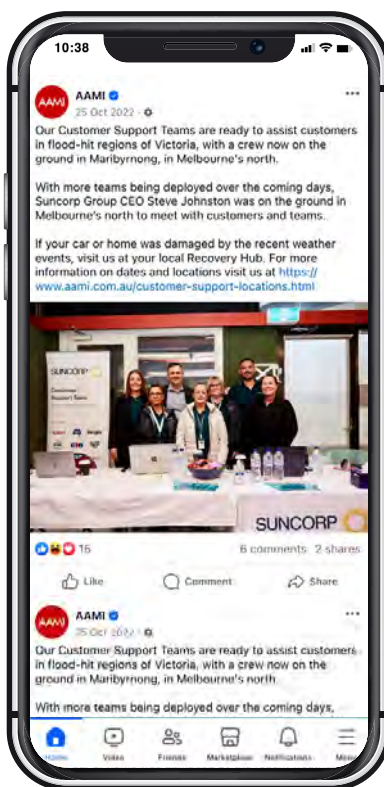 10:38
AAMI
AAMI
25 Oct 2022
Our Customer Support Teams are ready to assist customers
in flood-hit regions of Victoria, with a crew now on the
ground in Maribyrnong, in Melbourne's north.
With more teams being deployed over the coming days,
Suncorp Group CEO Steve Johnston was on the ground in
Melbourne's north to meet with customers and teams.
If your car or home was damaged by the recent weather
events, visit us at your local Recovery Hub. For more
information on dates and locations visit us at https://
www.aami.com.au/customer-support-locations.html
SUNCORP
Customer
Support Team
SUNCORP
15
6 comments 2 shares
Like
Comment
Share
AAMI
AAMI
25 Oct 2022
Our Customer Support Teams are ready to assist customers
in flood-hit regions of Victoria, with a crew now on the
ground in Maribyrnong, in Melbourne's north.
With more teams being deployed over the coming days,
Home
Video
Friends
Marketplace
Notifications
Menu